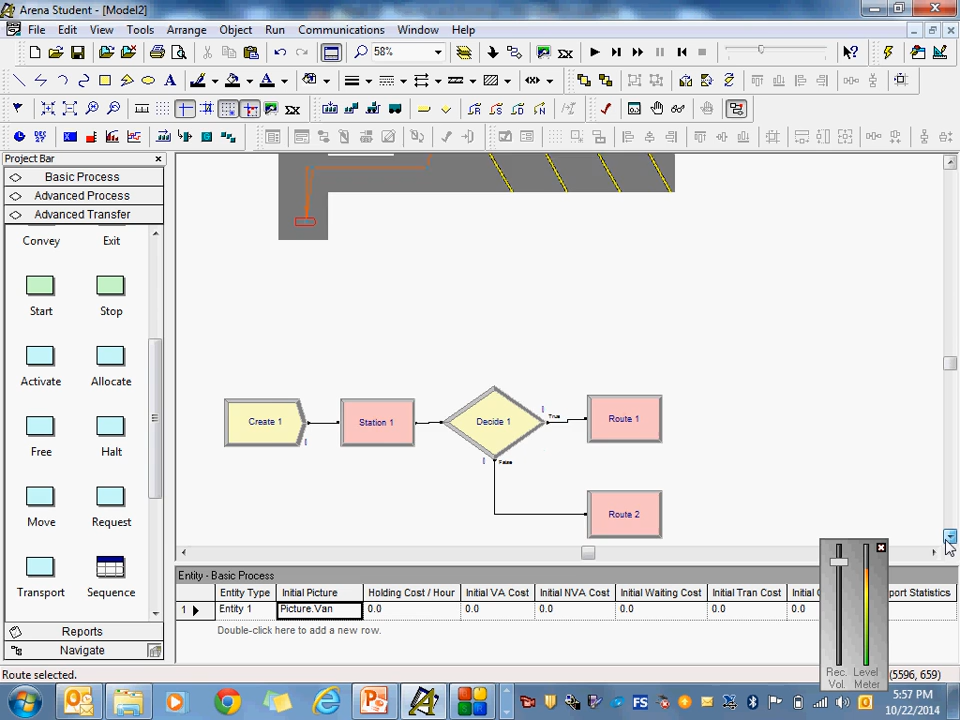 Arena Student - [Model2]
File Edit View Tools Arrange Object Run Communications Window Help
58%
Project Bar
Basic Process
Advanced Process
Advanced Transfer
Convey Exit
Start Stop
Activate Allocate
Free Halt
Move Request
Transport Sequence
Reports
Navigate
Create 1
Station 1
Decide 1
True
False
Route 1
Route 2
Entity - Basic Process
Entity Type Initial Picture Holding Cost / Hour Initial VA Cost Initial NVA Cost Initial Waiting Cost Initial Tran Cost Initial port Statistics
1 Entity 1 Picture.Van 0.0 0.0 0.0 0.0 0.0 0.0
Double-click here to add a new row.
Rec. Vol. Level Meter
Route selected.
(5596, 659)
5:57 PM
10/22/2014